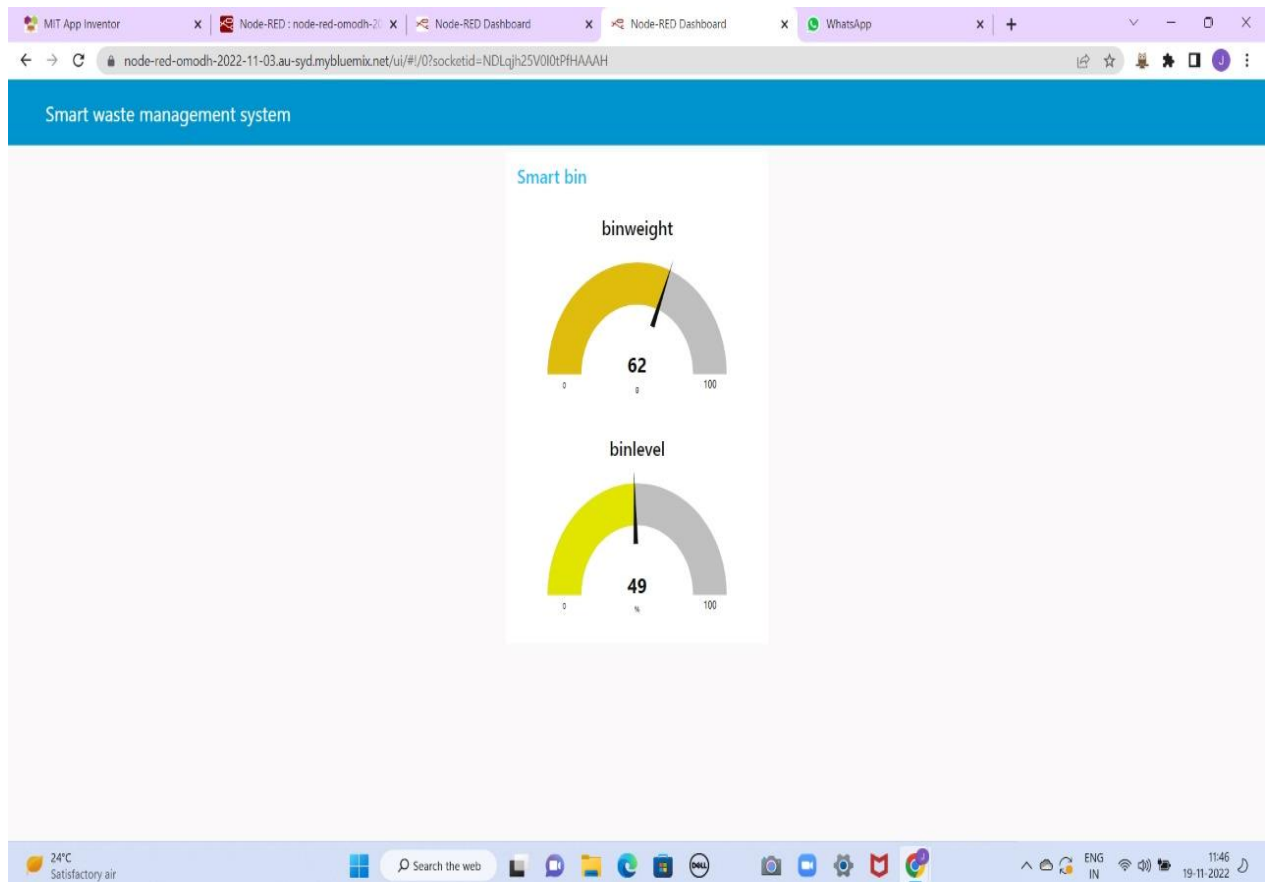 MIT App Inventor
Node-RED : node-red-omodh-20
Node-RED Dashboard
Node-RED Dashboard
WhatsApp
node-red-omodh-2022-11-03.au-syd.mybluemix.net/ui/#!/0?socketid=NDLqjh25V0I0tPfHAAAH
J
Smart waste management system
Smart bin
binweight
62
0
g
100
binlevel
49
0
%
100
24°C
Satisfactory air
Search the web
DELL
ENG
IN
11:46
19-11-2022